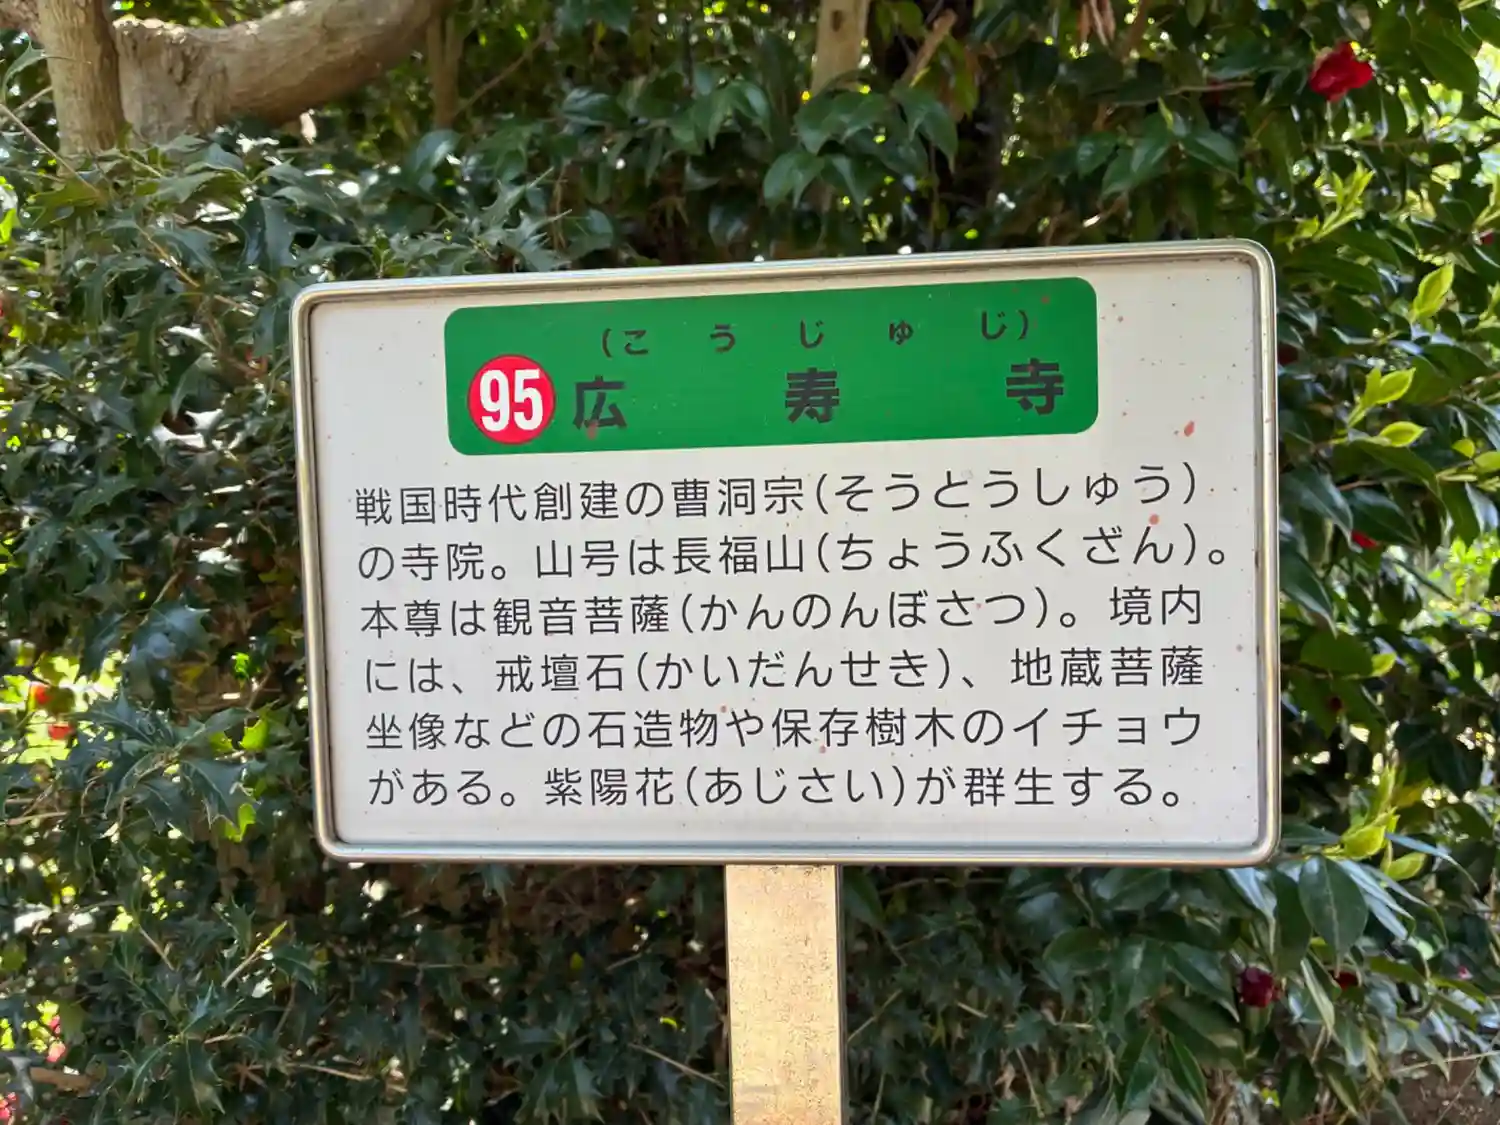 (こうじゅじ)
95 広寿寺
戦国時代創建の曹洞宗(そうとうしゅう)
の寺院。山号は長福山(ちょうふくざん)。
本尊は観音菩薩(かんのんぼさつ)。境内
には、戒壇石(かいだんせき)、地蔵菩薩
坐像などの石造物や保存樹木のイチョウ
がある。紫陽花(あじさい)が群生する。